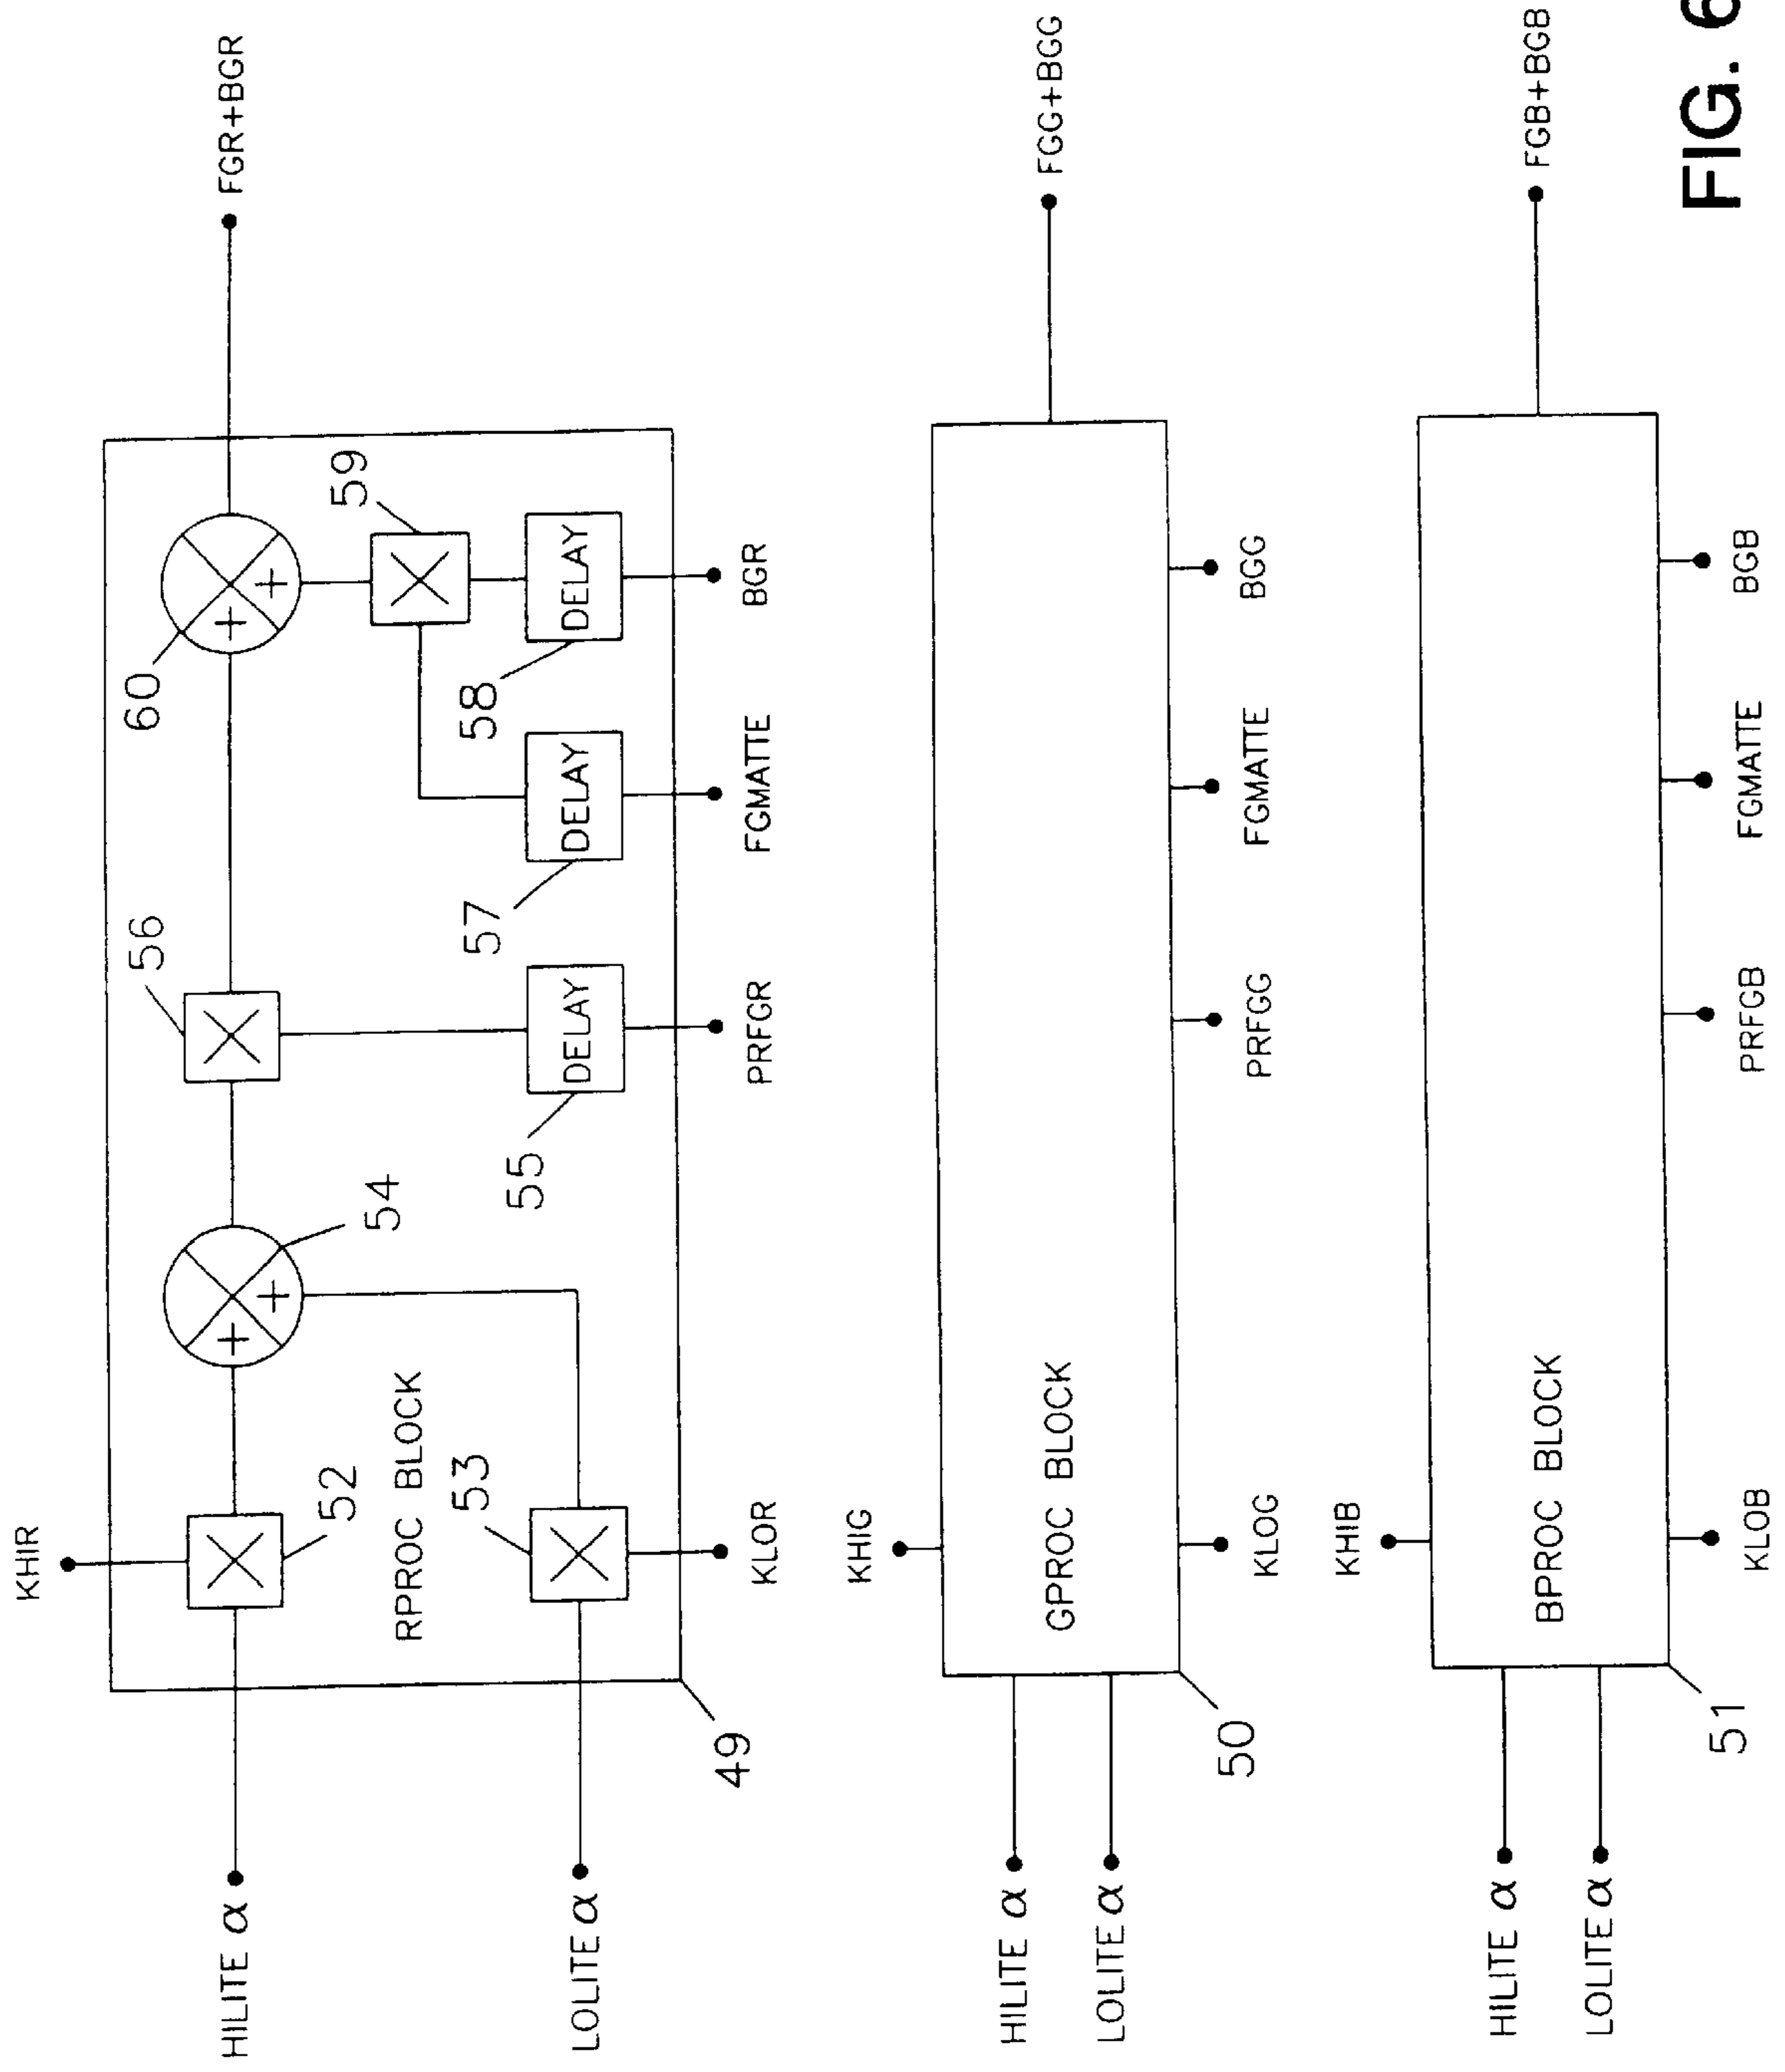 KHIR
HILITE α
52
54
56
60
FGR+BGR
RPROC BLOCK
53
59
LOLITE α
55
DELAY
57
DELAY
58
DELAY
49
KLOR
PRFGR
FGMATTE
BGR
KHIG
HILITE α
LOLITE α
GPROC BLOCK
FGG+BGG
50
KLOG
PRFGG
FGMATTE
BGG
KHIB
HILITE α
LOLITE α
BPROC BLOCK
FGB+BGB
51
KLOB
PRFGB
FGMATTE
BGB
FIG. 6